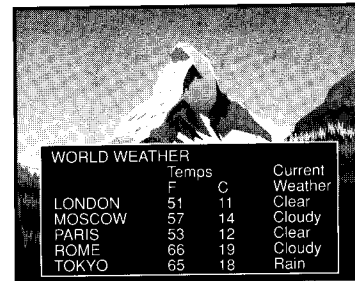 WORLD WEATHER
Temps Current
F C Weather
LONDON 51 11 Clear
MOSCOW 57 14 Cloudy
PARIS 53 12 Clear
ROME 66 19 Cloudy
TOKYO 65 18 Rain